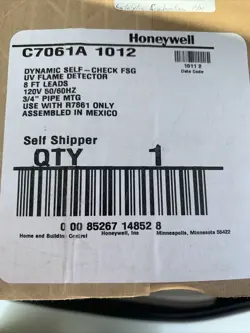 Honeywell
C7061A 1012
1011 2
Date Code
DYNAMIC SELF-CHECK FSG
UV FLAME DETECTOR
8 FT LEADS
120V 50/60HZ
3/4" PIPE MTG
USE WITH R7861 ONLY
ASSEMBLED IN MEXICO
Self Shipper
QTY 1
0 00 85267 14852 8
Home and Building Control Honeywell, Inc Minneapolis, Minnesota 55422